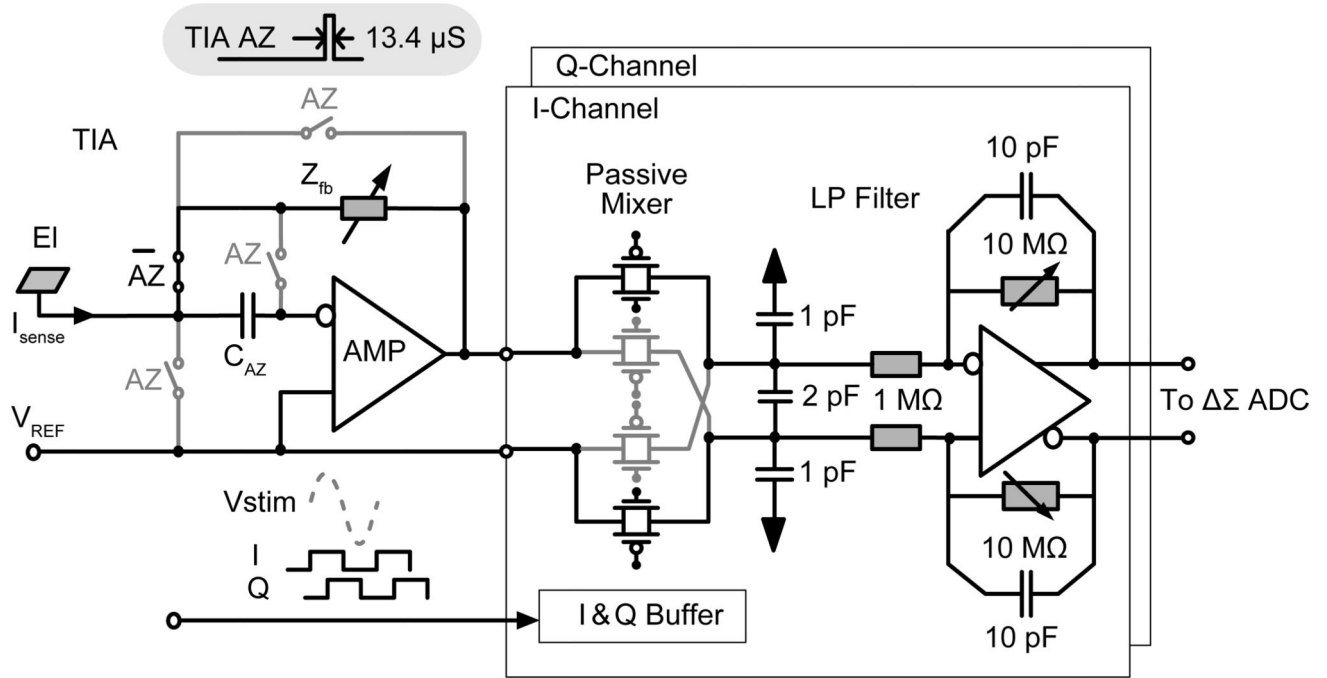 TIA AZ 13.4 μS
Q-Channel
I-Channel
AZ
TIA
Zfb
Passive
Mixer
LP Filter
10 pF
10 MΩ
EI
AZ
AZ
Isense
CAZ
AMP
1 pF
AZ
2 pF
1 MΩ
To ΔΣ ADC
VREF
1 pF
Vstim
I
Q
10 MΩ
I & Q Buffer
10 pF